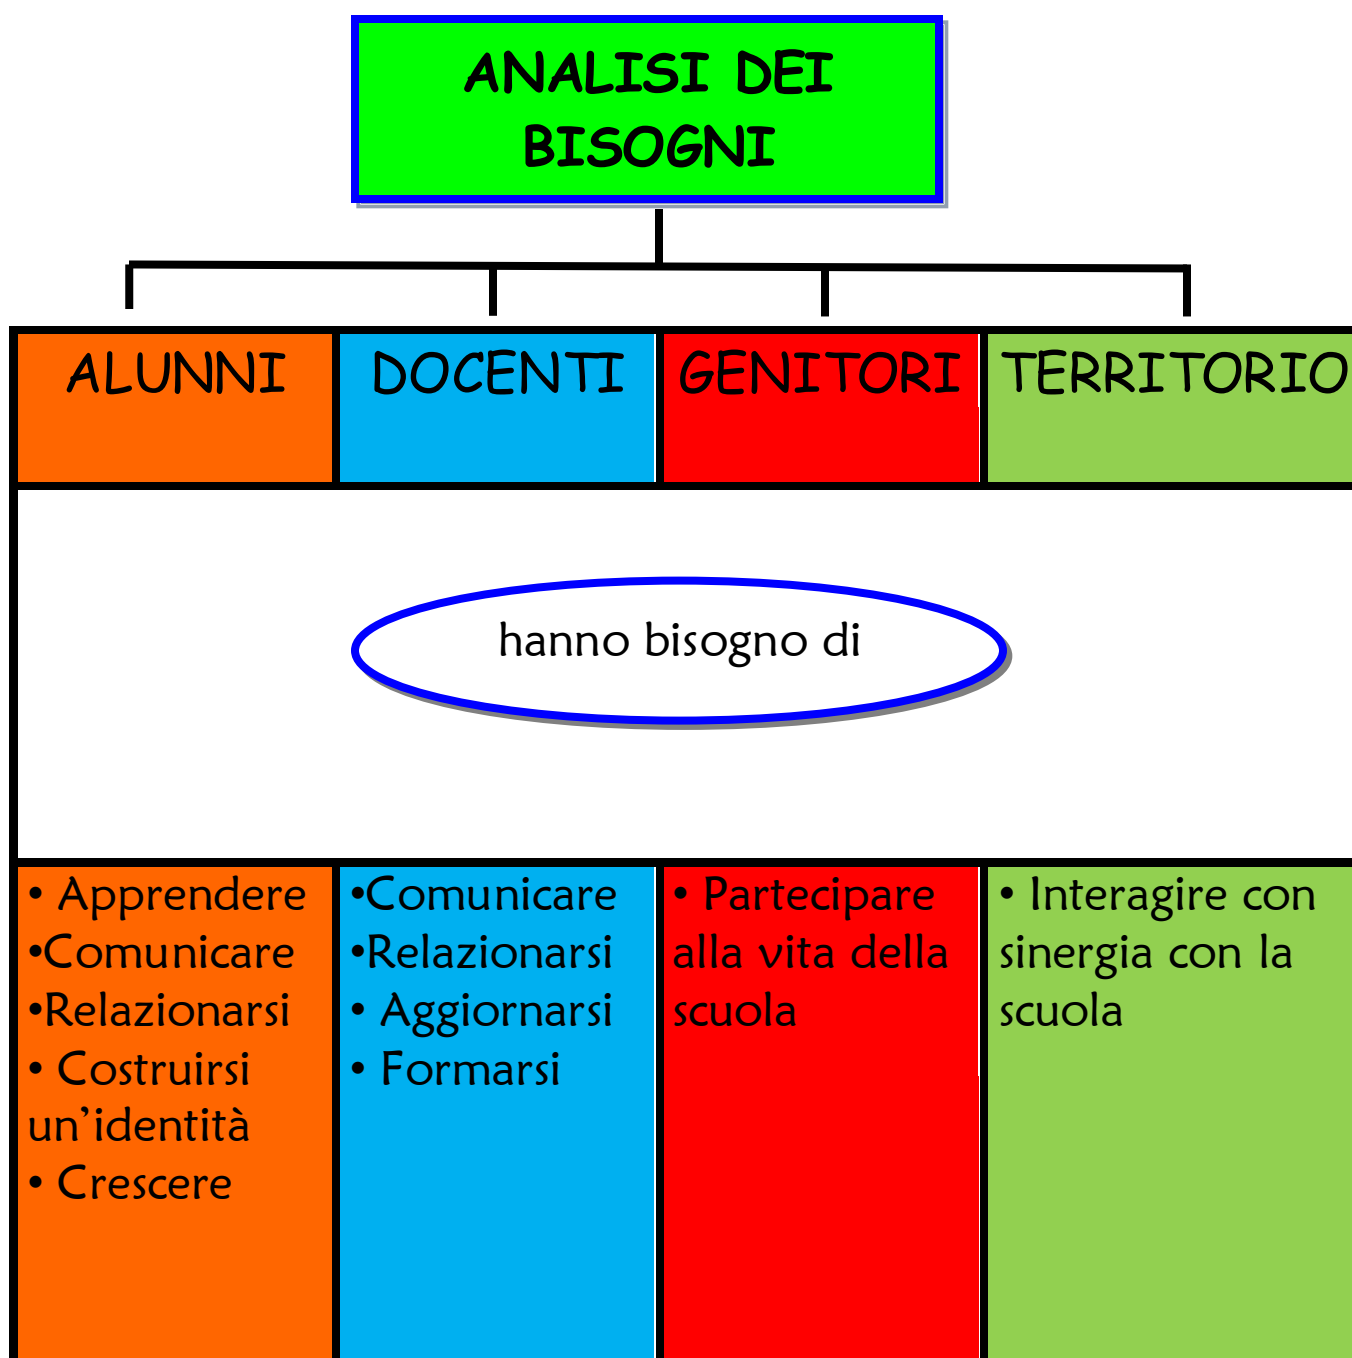 ANALISI DEI
BISOGNI
ALUNNI
DOCENTI
GENITORI
TERRITORIO
hanno bisogno di
• Apprendere
•Comunicare
•Relazionarsi
• Costruirsi
un’identità
• Crescere
•Comunicare
•Relazionarsi
• Aggiornarsi
• Formarsi
• Partecipare
alla vita della
scuola
• Interagire con
sinergia con la
scuola